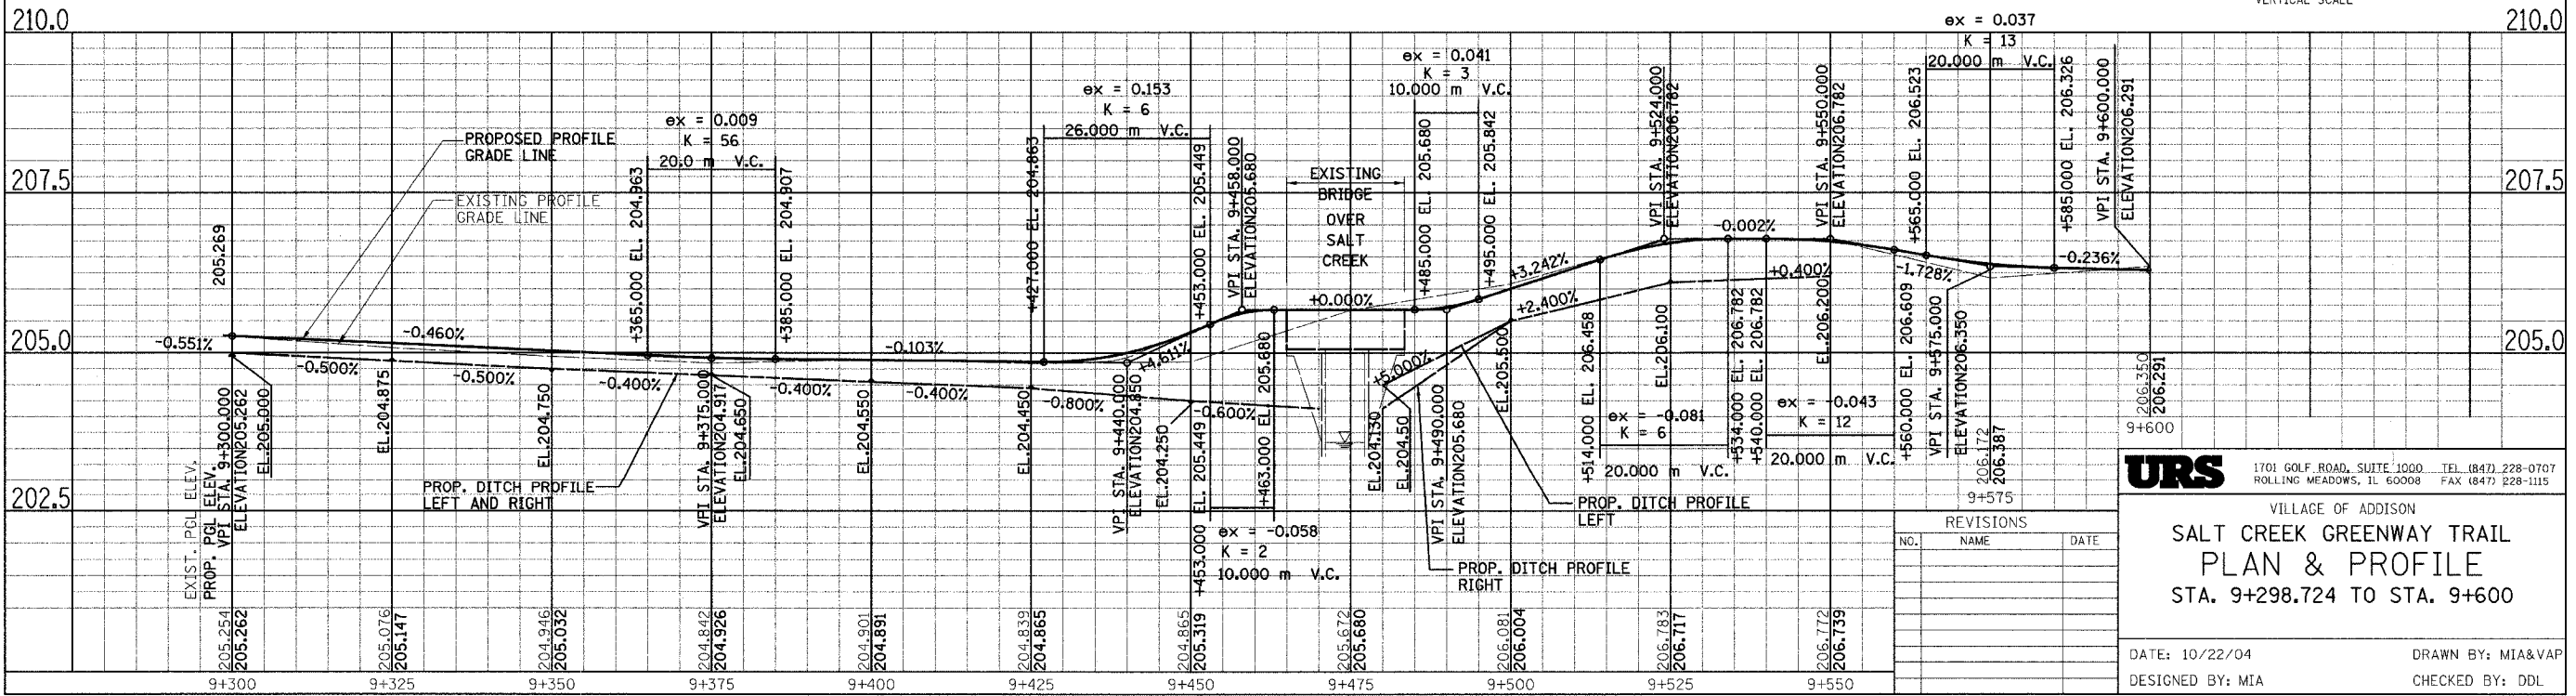 VERTICAL SCALE
210.0
210.0
207.5
207.5
205.0
205.0
202.5
ex = 0.037
K = 13
20.000 m V.C.
ex = 0.041
K = 3
10.000 m V.C.
ex = 0.153
K = 6
26.000 m V.C.
ex = 0.009
K = 56
20.0 m V.C.
PROPOSED PROFILE
GRADE LINE
EXISTING PROFILE
GRADE LINE
205.269
+365.000 EL. 204.963
+385.000 EL. 204.907
+427.000 EL. 204.863
+453.000 EL. 205.449
VPI STA. 9+458.000
ELEVATION205.680
EXISTING
BRIDGE
OVER
SALT
CREEK
+485.000 EL. 205.680
+495.000 EL. 205.842
VPI STA. 9+524.000
ELEVATION206.782
VPI STA. 9+550.000
ELEVATION206.782
+565.000 EL. 206.523
+585.000 EL. 206.326
VPI STA. 9+600.000
ELEVATION206.291
-0.551%
-0.460%
-0.103%
+4.611%
+0.000%
+3.242%
-0.002%
-1.728%
-0.236%
-0.500%
-0.500%
-0.400%
-0.400%
-0.400%
-0.800%
-0.600%
+5.000%
+2.400%
+0.400%
EXIST. PGL ELEV.
PROP. PGL ELEV.
VPI STA. 9+300.000
ELEVATION205.262
EL.205.000
EL.204.875
EL.204.750
VPI STA. 9+375.000
ELEVATION204.917
EL.204.650
EL.204.550
EL.204.450
VPI STA. 9+440.000
ELEVATION204.850
EL.204.250
+453.000 EL. 205.449
+463.000 EL. 205.680
ex = -0.058
K = 2
10.000 m V.C.
EL.204.130
EL.204.50
VPI STA. 9+490.000
ELEVATION205.680
EL.205.500
+514.000 EL. 206.458
ex = -0.081
K = 6
20.000 m V.C.
EL.206.100
+534.000 EL. 206.782
+540.000 EL. 206.782
ex = -0.043
K = 12
20.000 m V.C.
EL.206.200
+560.000 EL. 206.609
VPI STA. 9+575.000
ELEVATION206.350
206.172
206.387
9+575
206.350
206.291
9+600
PROP. DITCH PROFILE
LEFT AND RIGHT
PROP. DITCH PROFILE
LEFT
PROP. DITCH PROFILE
RIGHT
205.254
205.262
205.076
205.147
204.946
205.032
204.842
204.926
204.901
204.891
204.839
204.865
204.865
205.319
205.672
205.680
206.081
206.004
206.783
206.717
206.772
206.739
9+300
9+325
9+350
9+375
9+400
9+425
9+450
9+475
9+500
9+525
9+550
URS
1701 GOLF ROAD, SUITE 1000 TEL (847) 228-0707
ROLLING MEADOWS, IL 60008 FAX (847) 228-1115
VILLAGE OF ADDISON
SALT CREEK GREENWAY TRAIL
PLAN & PROFILE
STA. 9+298.724 TO STA. 9+600
REVISIONS
NO. NAME DATE
DATE: 10/22/04 DRAWN BY: MIA&VAP
DESIGNED BY: MIA CHECKED BY: DDL